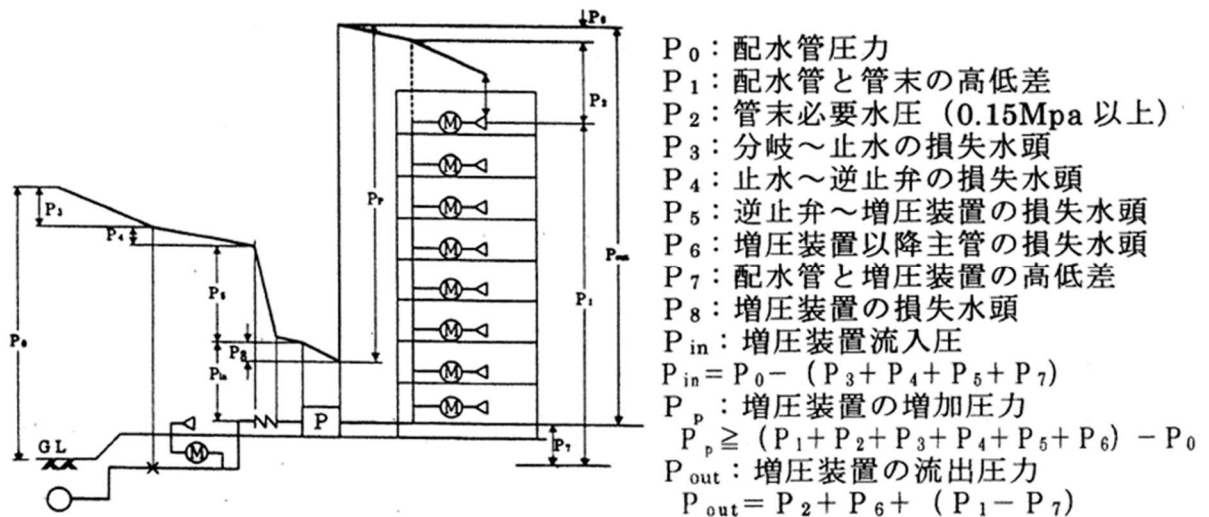 P₆
P₂
P₃
P₄
Pₚ
Pout
P₅
P₁
P₀
P₈
Pin
P
GL
M
M
M
M
M
M
M
M
M
P₇
P₀：配水管圧力
P₁：配水管と管末の高低差
P₂：管末必要水圧（0.15Mpa 以上）
P₃：分岐～止水の損失水頭
P₄：止水～逆止弁の損失水頭
P₅：逆止弁～増圧装置の損失水頭
P₆：増圧装置以降主管の損失水頭
P₇：配水管と増圧装置の高低差
P₈：増圧装置の損失水頭
Pin：増圧装置流入圧
Pin＝P₀－（P₃＋P₄＋P₅＋P₇）
Pₚ：増圧装置の増加圧力
Pₚ≧（P₁＋P₂＋P₃＋P₄＋P₅＋P₆）－P₀
Pout：増圧装置の流出圧力
Pout＝P₂＋P₆＋（P₁－P₇）